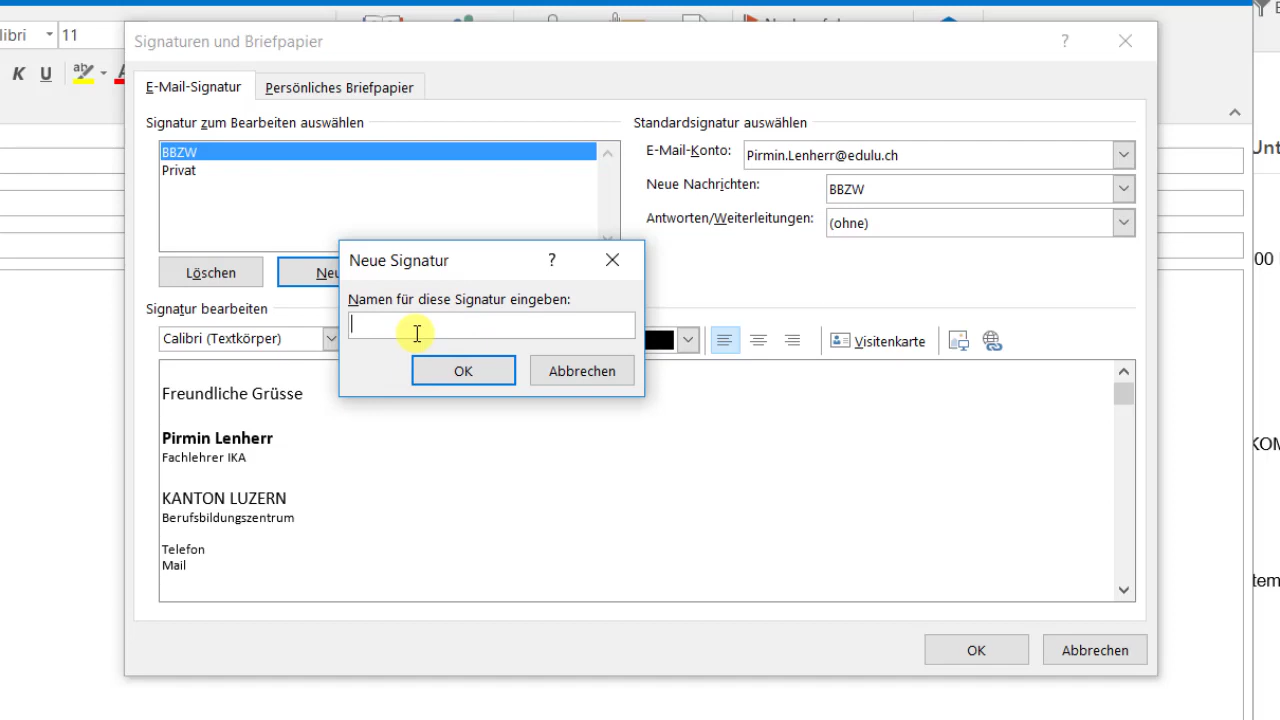 11
Signaturen und Briefpapier
K U
E-Mail-Signatur Persönliches Briefpapier
Signatur zum Bearbeiten auswählen
BBZW
Privat
Löschen
Standardsignatur auswählen
E-Mail-Konto: Pirmin.Lenherr@edulu.ch
Neue Nachrichten: BBZW
Antworten/Weiterleitungen: (ohne)
Neue Signatur
Namen für diese Signatur eingeben:
OK Abbrechen
Signatur bearbeiten
Calibri (Textkörper)
Visitenkarte
Freundliche Grüsse
Pirmin Lenherr
Fachlehrer IKA
KANTON LUZERN
Berufsbildungszentrum
Telefon
Mail
OK Abbrechen